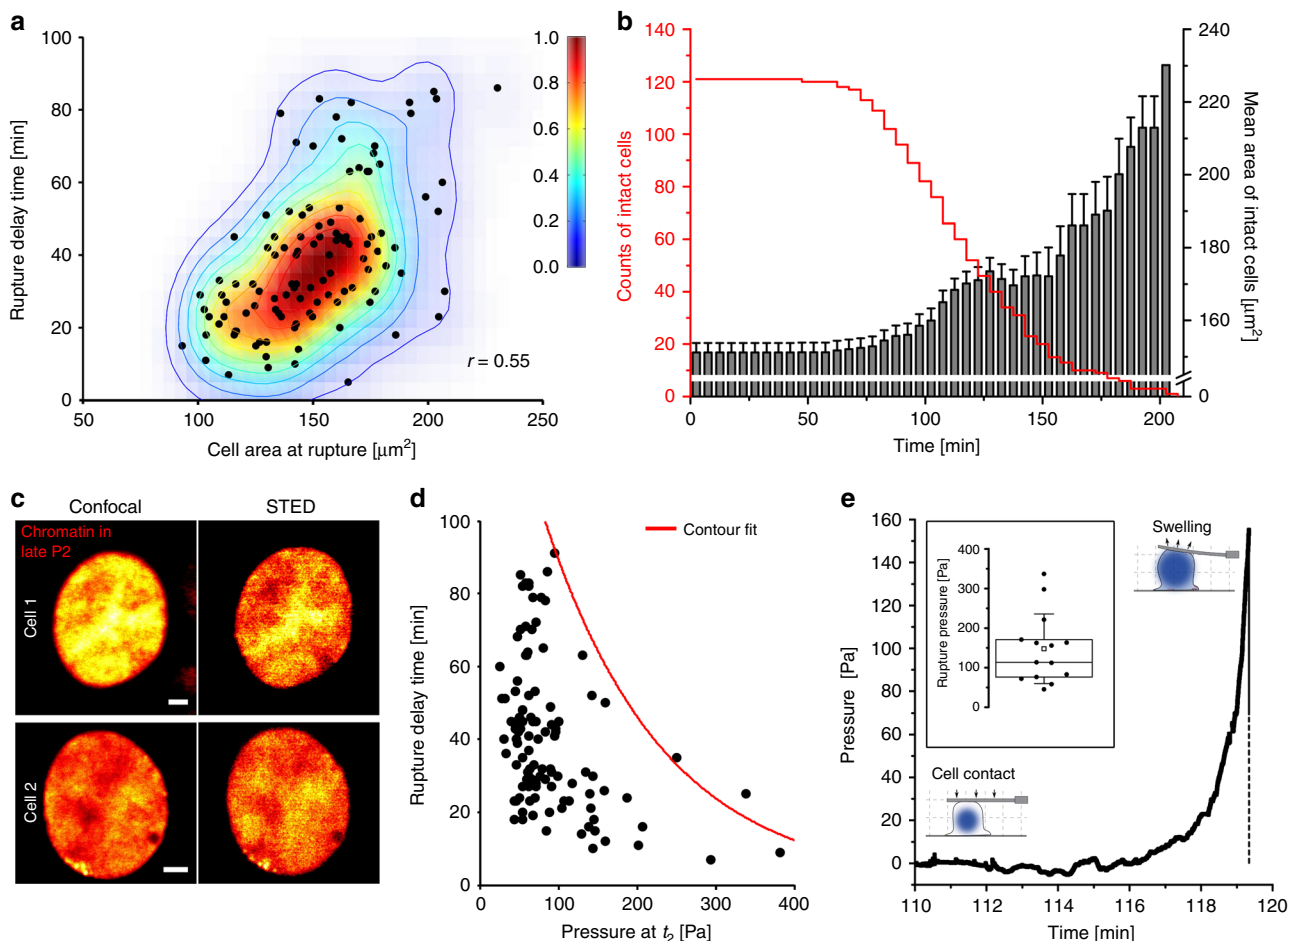 a
100
80
60
40
20
0
Rupture delay time [min]
50
100
150
200
250
Cell area at rupture [μm²]
1.0
0.8
0.6
0.4
0.2
0.0
r = 0.55
b
140
120
100
80
60
40
20
0
Counts of intact cells
240
220
200
180
160
0
Mean area of intact cells [μm²]
0
50
100
150
200
Time [min]
c
Confocal
STED
Chromatin in
late P2
Cell 1
Cell 2
d
100
80
60
40
20
0
Rupture delay time [min]
Contour fit
0
100
200
300
400
Pressure at t₂ [Pa]
e
160
140
120
100
80
60
40
20
0
Pressure [Pa]
400
300
200
100
0
Rupture pressure [Pa]
Swelling
Cell contact
110
112
114
116
118
120
Time [min]